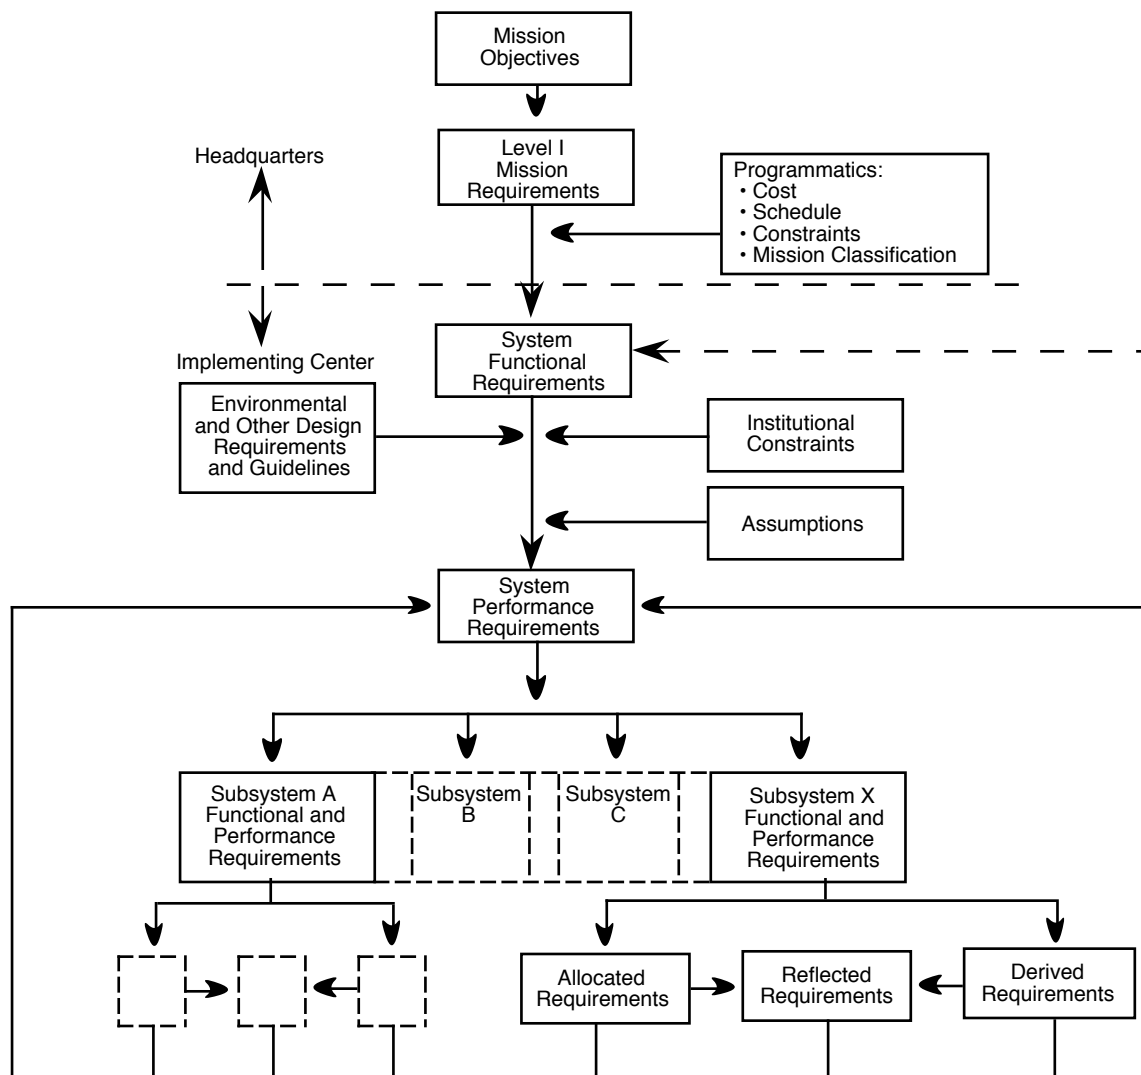 Mission
Objectives
Level I
Mission
Requirements
Headquarters
Programmatics:
• Cost
• Schedule
• Constraints
• Mission Classification
System
Functional
Requirements
Implementing Center
Environmental
and Other Design
Requirements
and Guidelines
Institutional
Constraints
Assumptions
System
Performance
Requirements
Subsystem A
Functional and
Performance
Requirements
Subsystem
B
Subsystem
C
Subsystem X
Functional and
Performance
Requirements
Allocated
Requirements
Reflected
Requirements
Derived
Requirements